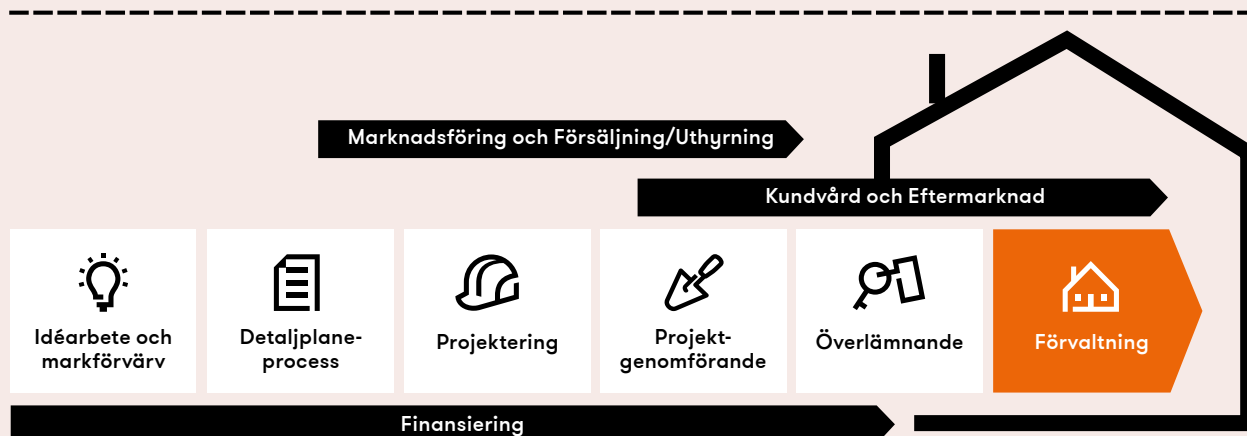 Marknadsföring och Försäljning/Uthyrning
Kundvård och Eftermarknad
Idéarbete och
markförvärv
Detaljplane-
process
Projektering
Projekt-
genomförande
Överlämnande
Förvaltning
Finansiering